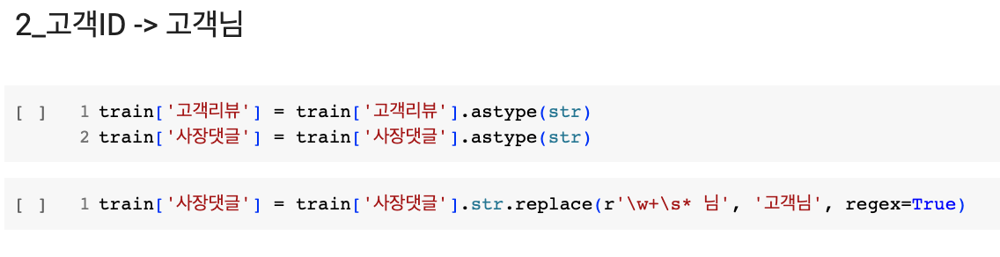 2_고객ID -> 고객님
[ ] 1 train['고객리뷰'] = train['고객리뷰'].astype(str)
2 train['사장댓글'] = train['사장댓글'].astype(str)
[ ] 1 train['사장댓글'] = train['사장댓글'].str.replace(r'\w+\s* 님', '고객님', regex=True)